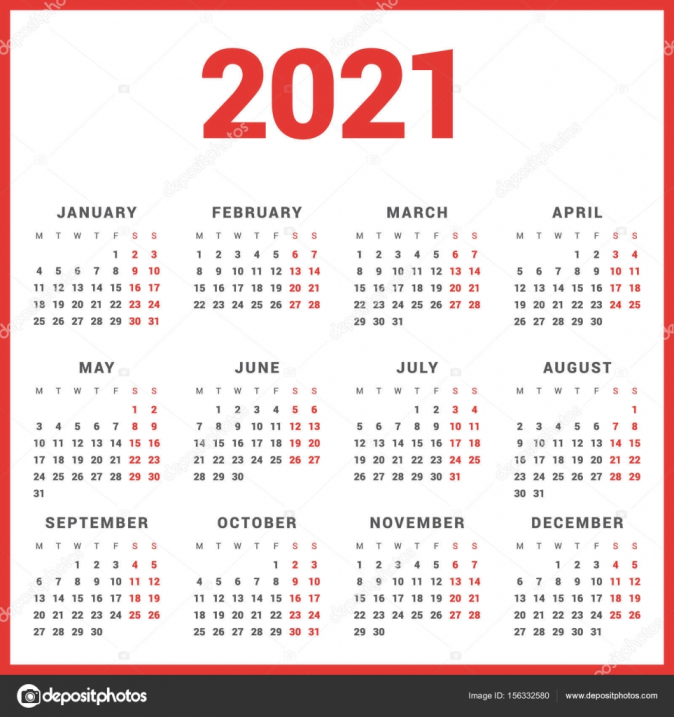 2021
JANUARY FEBRUARY MARCH APRIL
M T W T F S S M T W T F S S M T W T F S S M T W T F S S
1 2 3 1 2 3 4 5 6 7 1 2 3 4 5 6 7 1 2 3 4
4 5 6 7 8 9 10 8 9 10 11 12 13 14 8 9 10 11 12 13 14 5 6 7 8 9 10 11
11 12 13 14 15 16 17 15 16 17 18 19 20 21 15 16 17 18 19 20 21 12 13 14 15 16 17 18
18 19 20 21 22 23 24 22 23 24 25 26 27 28 22 23 24 25 26 27 28 19 20 21 22 23 24 25
25 26 27 28 29 30 31 29 30 31 26 27 28 29 30
MAY JUNE JULY AUGUST
M T W T F S S M T W T F S S M T W T F S S M T W T F S S
1 2 1 2 3 4 5 6 1 2 3 4 1
3 4 5 6 7 8 9 7 8 9 10 11 12 13 5 6 7 8 9 10 11 2 3 4 5 6 7 8
10 11 12 13 14 15 16 14 15 16 17 18 19 20 12 13 14 15 16 17 18 9 10 11 12 13 14 15
17 18 19 20 21 22 23 21 22 23 24 25 26 27 19 20 21 22 23 24 25 16 17 18 19 20 21 22
24 25 26 27 28 29 30 28 29 30 26 27 28 29 30 31 23 24 25 26 27 28 29
31 30 31
SEPTEMBER OCTOBER NOVEMBER DECEMBER
M T W T F S S M T W T F S S M T W T F S S M T W T F S S
1 2 3 4 5 1 2 3 1 2 3 4 5 6 7 1 2 3 4 5
6 7 8 9 10 11 12 4 5 6 7 8 9 10 8 9 10 11 12 13 14 6 7 8 9 10 11 12
13 14 15 16 17 18 19 11 12 13 14 15 16 17 15 16 17 18 19 20 21 13 14 15 16 17 18 19
20 21 22 23 24 25 26 18 19 20 21 22 23 24 22 23 24 25 26 27 28 20 21 22 23 24 25 26
27 28 29 30 25 26 27 28 29 30 31 29 30 27 28 29 30 31
depositphotos Image ID: 156332580 www.depositphotos.com